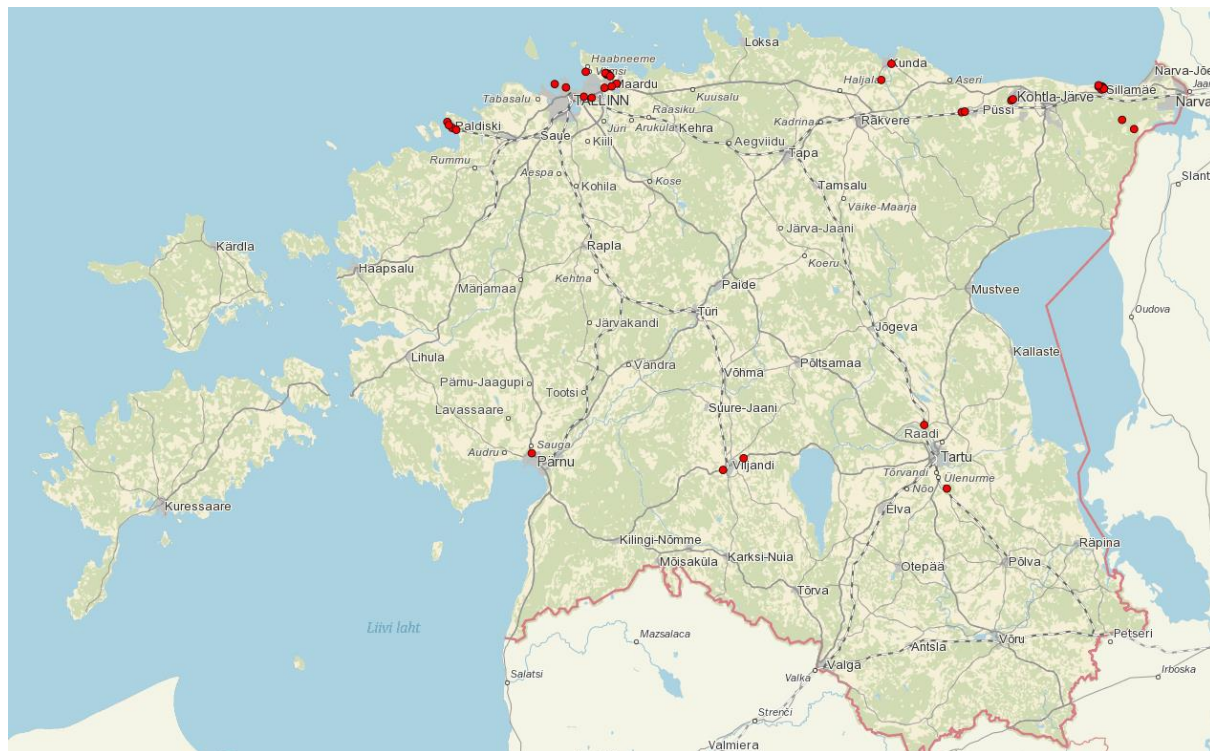 Loksa
Haabneeme
Viimsi
Maardu
Kunda
Haljala
Aseri
Narva-Jõe
Jaan
Sillamäe
Narva
Tabasalu
TALLINN
Kuusalu
Kohtla-Järve
Püssi
Paldiski
Saue
Jüri
Raasiku
Arukula
Kehra
Kadrina
Rakvere
Kiili
Aegviidu
Tapa
Rummu
Aespa
Kohila
Kose
Tamsalu
Väike-Maarja
Slant
Kärdla
Rapla
Järva-Jaani
Koeru
Haapsalu
Kehtna
Märjamaa
Paide
Mustvee
Oudova
Järvakandi
Türi
Jõgeva
Lihula
Vändra
Võhma
Põltsamaa
Kallaste
Pärnu-Jaagupi
Tootsi
Lavassaare
Suure-Jaani
Sauga
Audru
Pärnu
Viljandi
Raadi
Tartu
Tõrvandi
Ülenurme
Nõo
Elva
Kuressaare
Kilingi-Nõmme
Mõisaküla
Karksi-Nuia
Räpina
Otepää
Põlva
Tõrva
Liivi laht
Mazsalaca
Antsla
Võru
Petseri
Salatsi
Valga
Valka
Irboska
Strenči
Valmiera